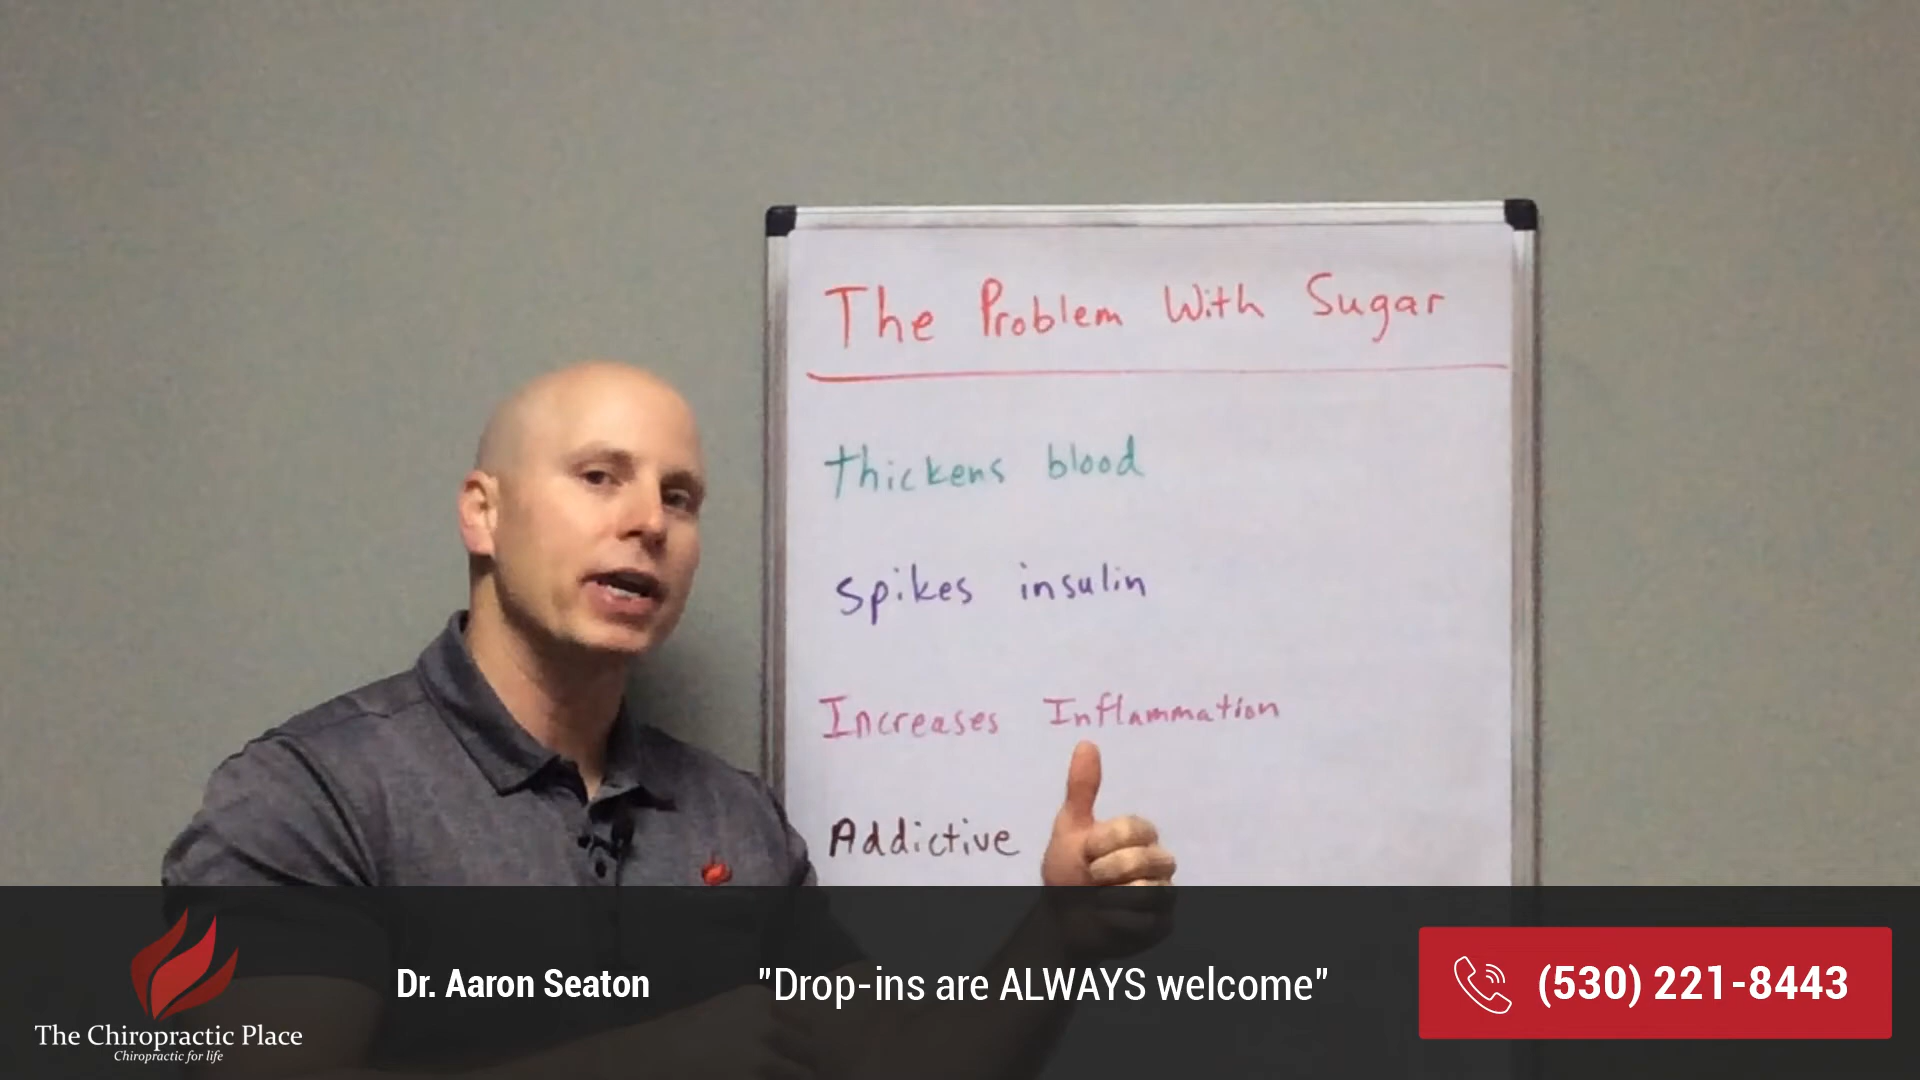 The Problem With Sugar
thickens blood
Spikes insulin
Increases Inflammation
Addictive
The Chiropractic Place
Chiropractic for life
Dr. Aaron Seaton
"Drop-ins are ALWAYS welcome"
(530) 221-8443